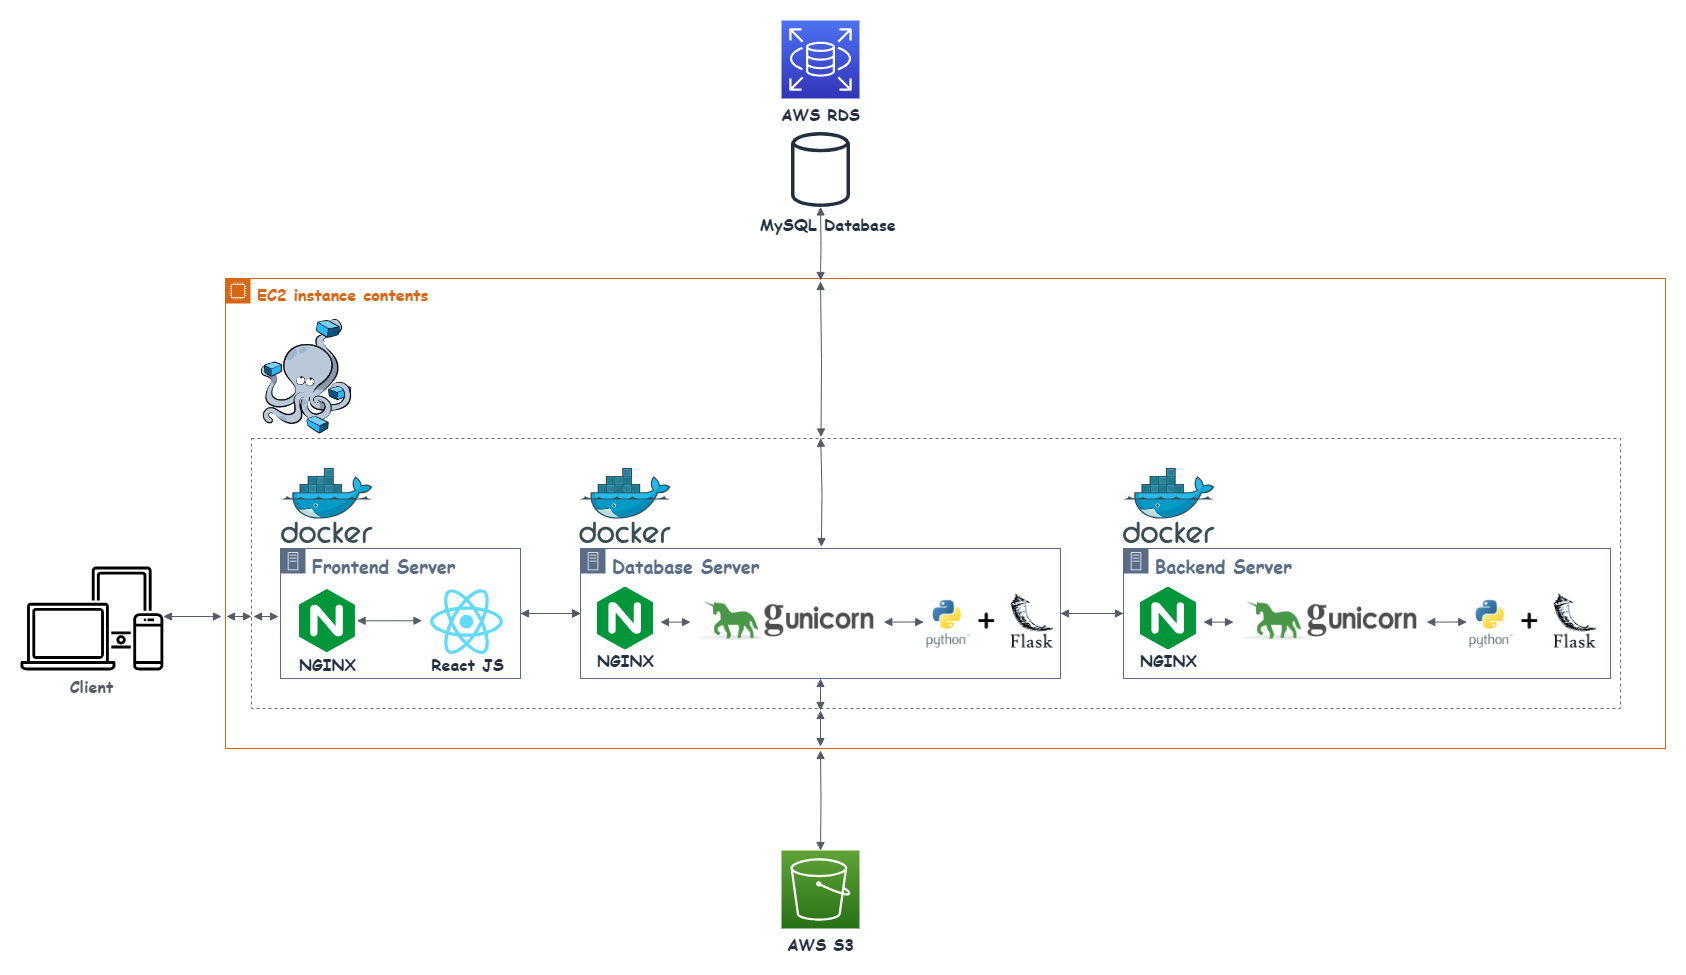 AWS RDS
MySQL Database
EC2 instance contents
docker
docker
docker
Frontend Server
Database Server
Backend Server
NGINX
React JS
NGINX
gunicorn
python
+
Flask
NGINX
gunicorn
python
+
Flask
Client
AWS S3